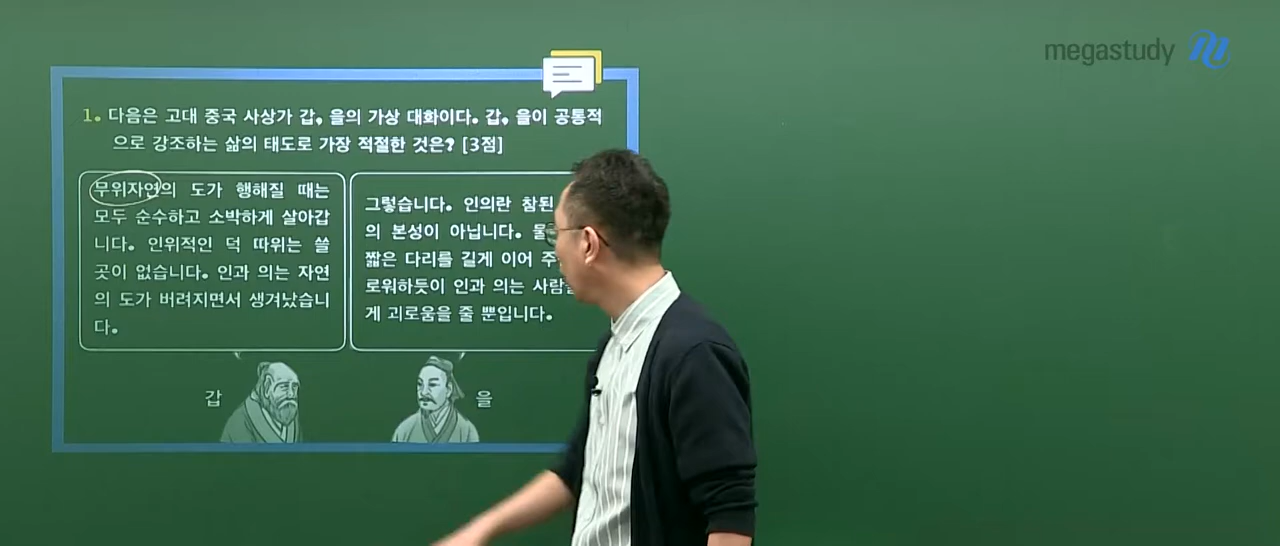 megastudy
1. 다음은 고대 중국 사상가 갑, 을의 가상 대화이다. 갑, 을이 공통적
으로 강조하는 삶의 태도로 가장 적절한 것은? [3점]
무위자연의 도가 행해질 때는
모두 순수하고 소박하게 살아갑
니다. 인위적인 덕 따위는 쓸
곳이 없습니다. 인과 의는 자연
의 도가 버려지면서 생겨났습니
다.
그렇습니다. 인의란 참된
의 본성이 아닙니다.
짧은 다리를 길게 이어
로워하듯이 인과 의는
게 괴로움을 줄 뿐입니다.
갑
을